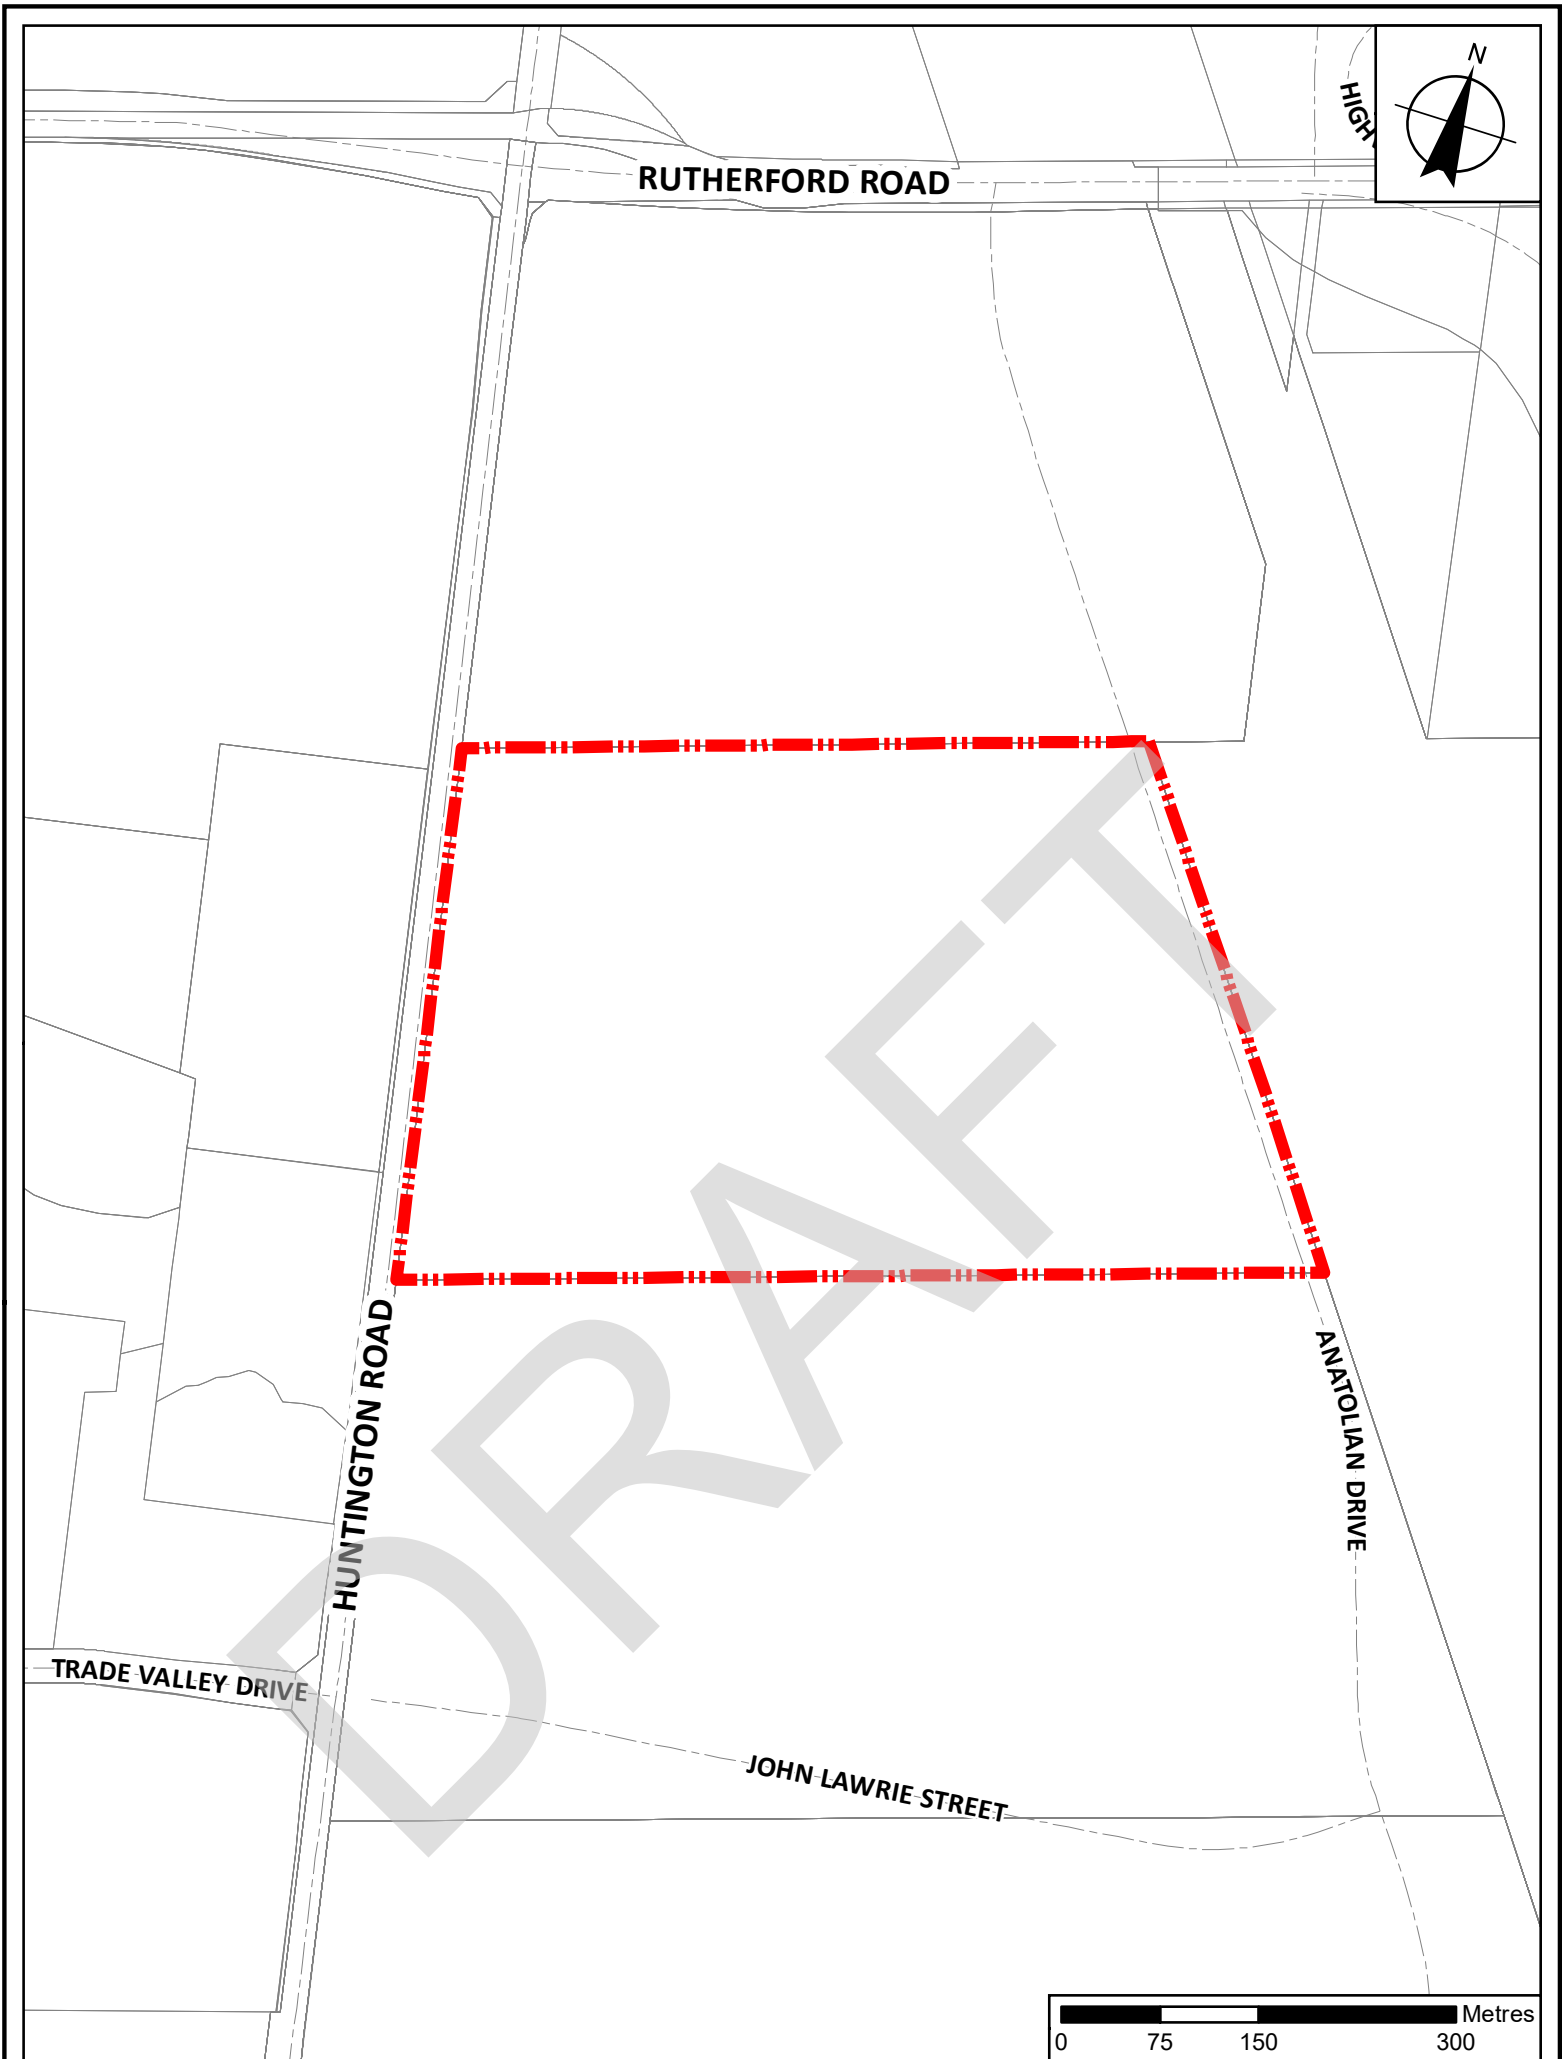 N
HIGH
RUTHERFORD ROAD
HUNTINGTON ROAD
ANATOLIAN DRIVE
TRADE VALLEY DRIVE
JOHN LAWRIE STREET
DRAFT
Metres
0 75 150 300